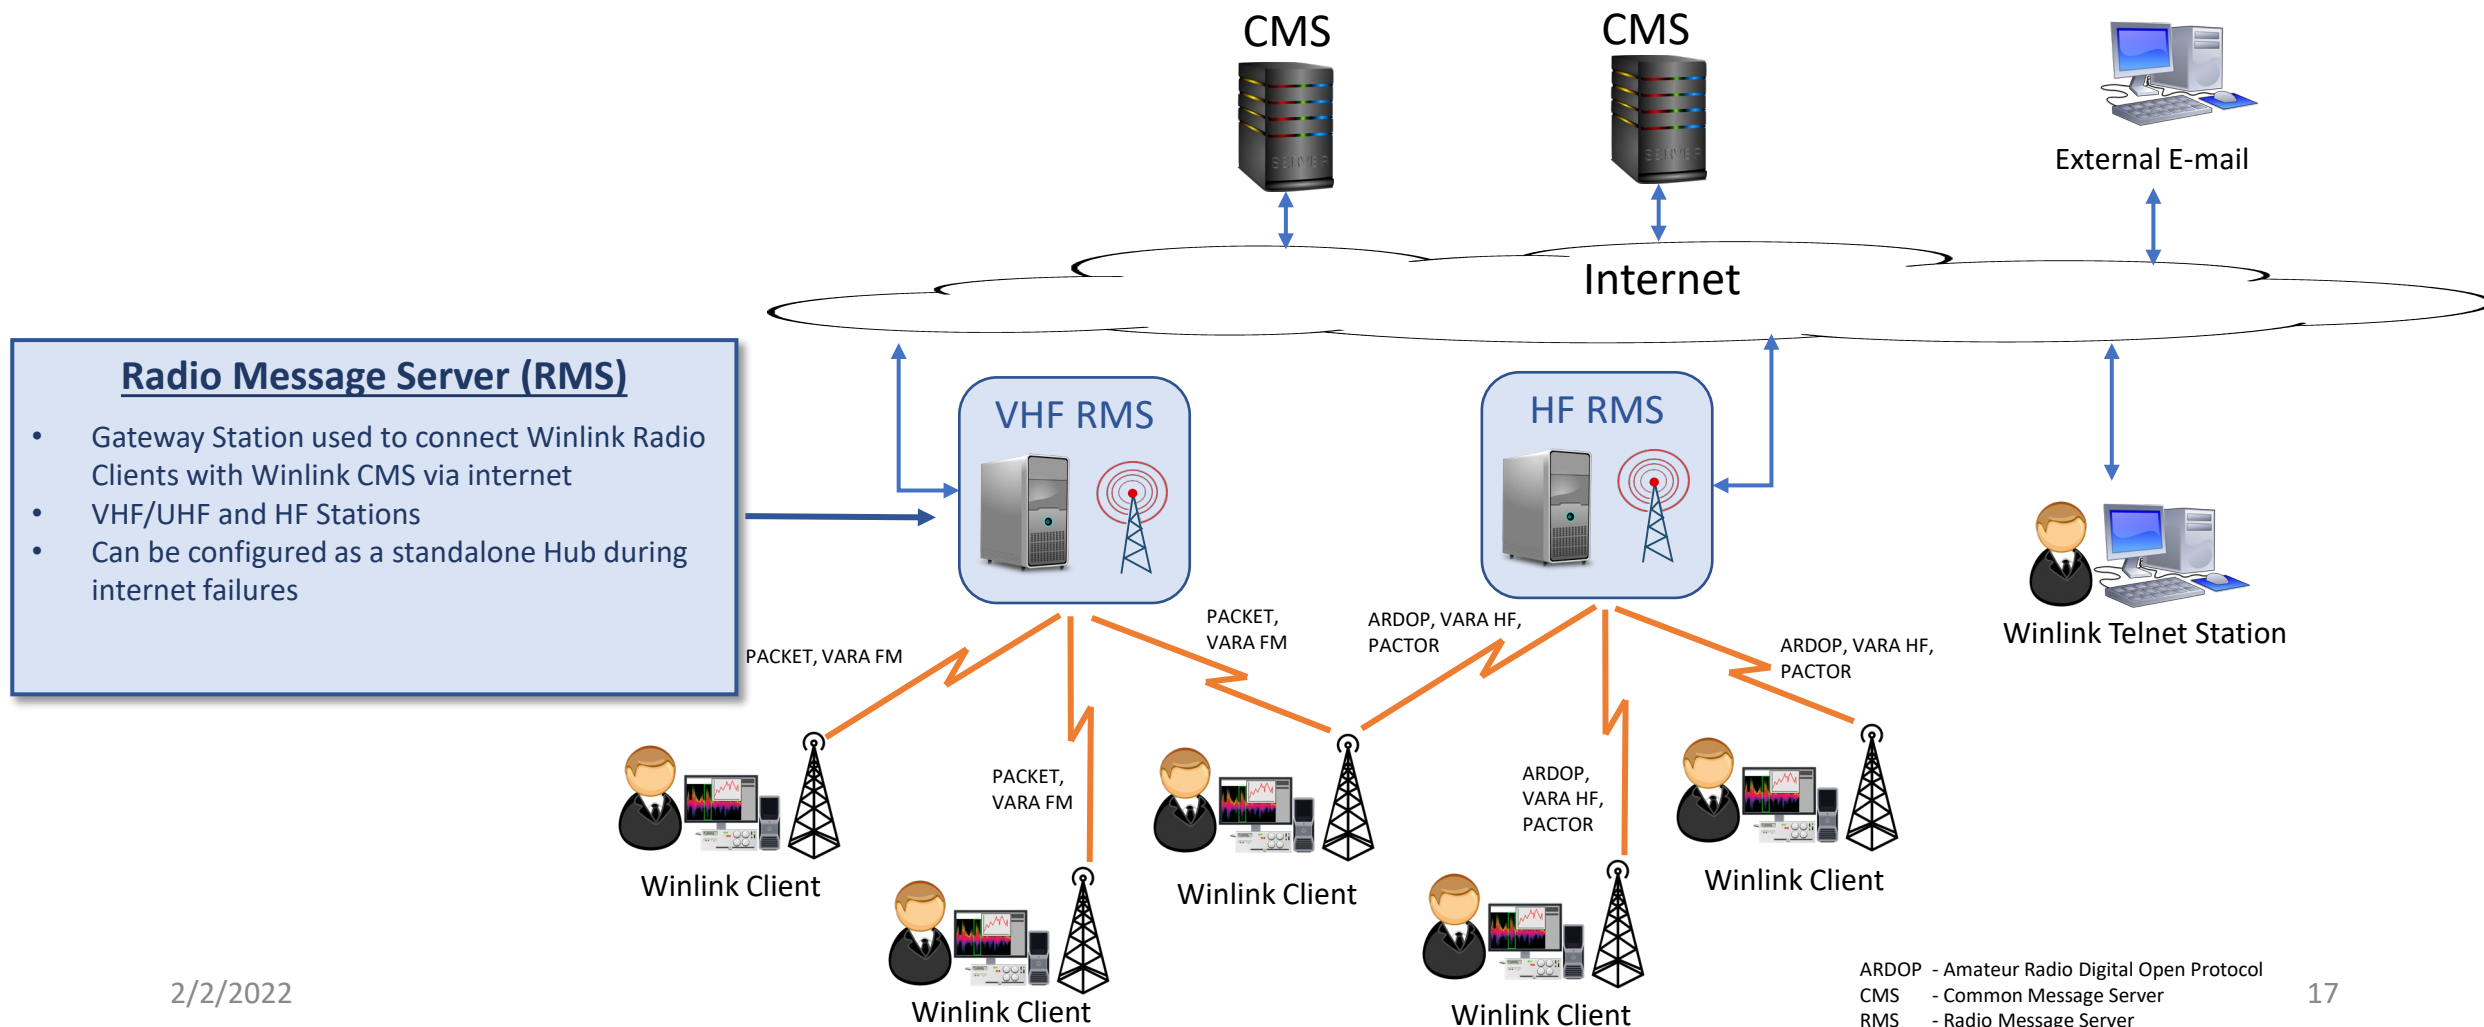 CMS
CMS
External E-mail
Internet
Radio Message Server (RMS)
• Gateway Station used to connect Winlink Radio
Clients with Winlink CMS via internet
• VHF/UHF and HF Stations
• Can be configured as a standalone Hub during
internet failures
VHF RMS
HF RMS
SERVER
SERVER
Winlink Telnet Station
PACKET, VARA FM
PACKET,
VARA FM
ARDOP, VARA HF,
PACTOR
ARDOP, VARA HF,
PACTOR
PACKET,
VARA FM
ARDOP,
VARA HF,
PACTOR
Winlink Client
Winlink Client
Winlink Client
Winlink Client
Winlink Client
2/2/2022
ARDOP - Amateur Radio Digital Open Protocol
CMS - Common Message Server
RMS - Radio Message Server
17